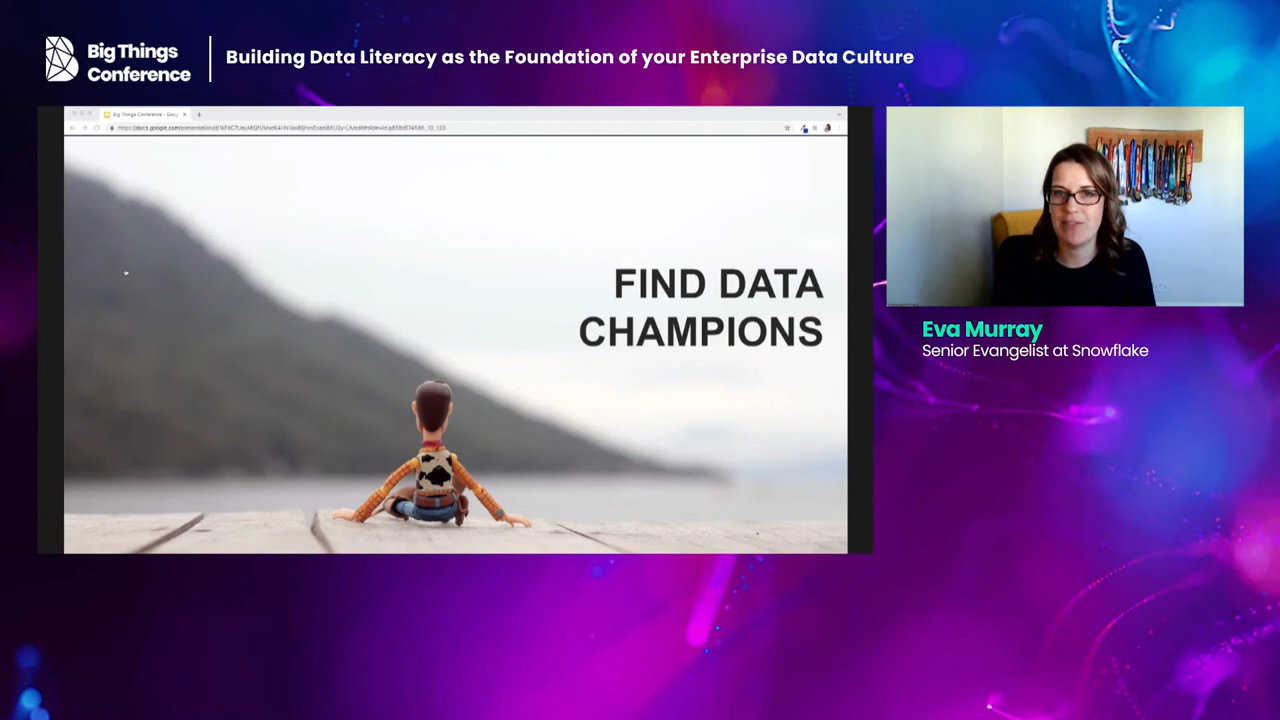 Big Things
Conference
Building Data Literacy as the Foundation of your Enterprise Data Culture
FIND DATA
CHAMPIONS
Eva Murray
Senior Evangelist at Snowflake